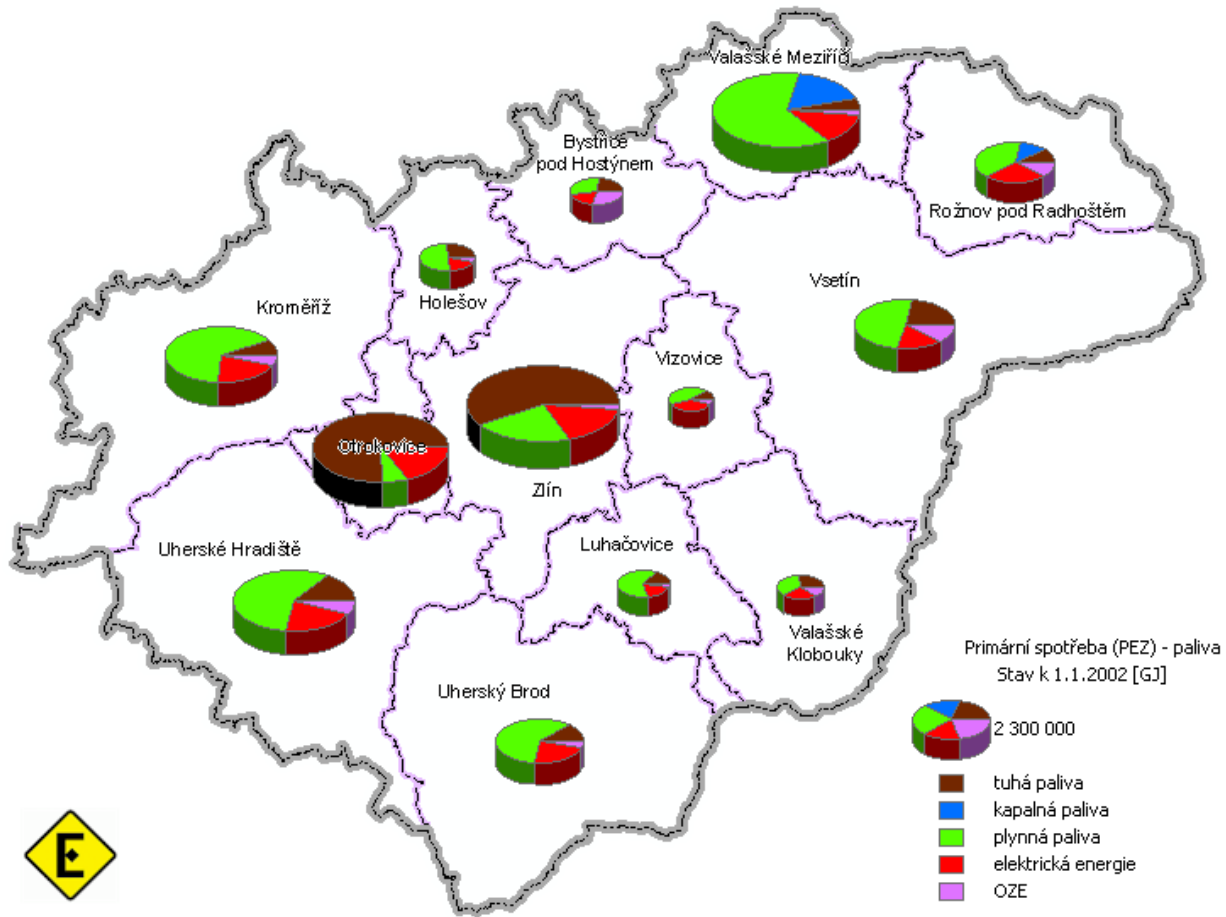 Valašské Meziříčí
Bystřice
pod Hostýnem
Rožnov pod Radhoštěm
Holešov
Kroměříž
Vsetín
Vizovice
Otrokovice
Zlín
Uherské Hradiště
Luhačovice
Valašské
Klobouky
Uherský Brod
Primární spotřeba (PEZ) - paliva
Stav k 1.1.2002 [GJ]
2 300 000
tuhá paliva
kapalná paliva
plynná paliva
elektrická energie
OZE
E